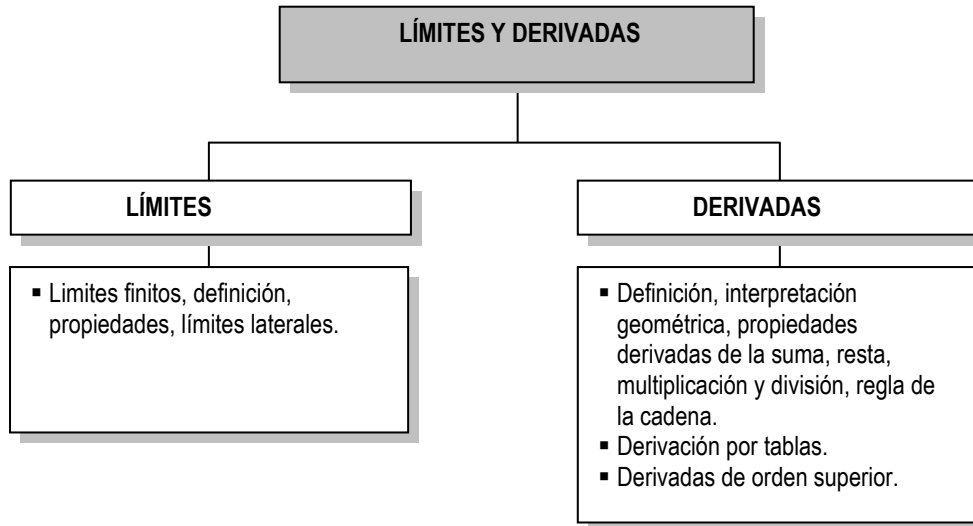 LÍMITES Y DERIVADAS
LÍMITES
▪ Limites finitos, definición,
propiedades, límites laterales.
DERIVADAS
▪ Definición, interpretación
geométrica, propiedades
derivadas de la suma, resta,
multiplicación y división, regla de
la cadena.
▪ Derivación por tablas.
▪ Derivadas de orden superior.